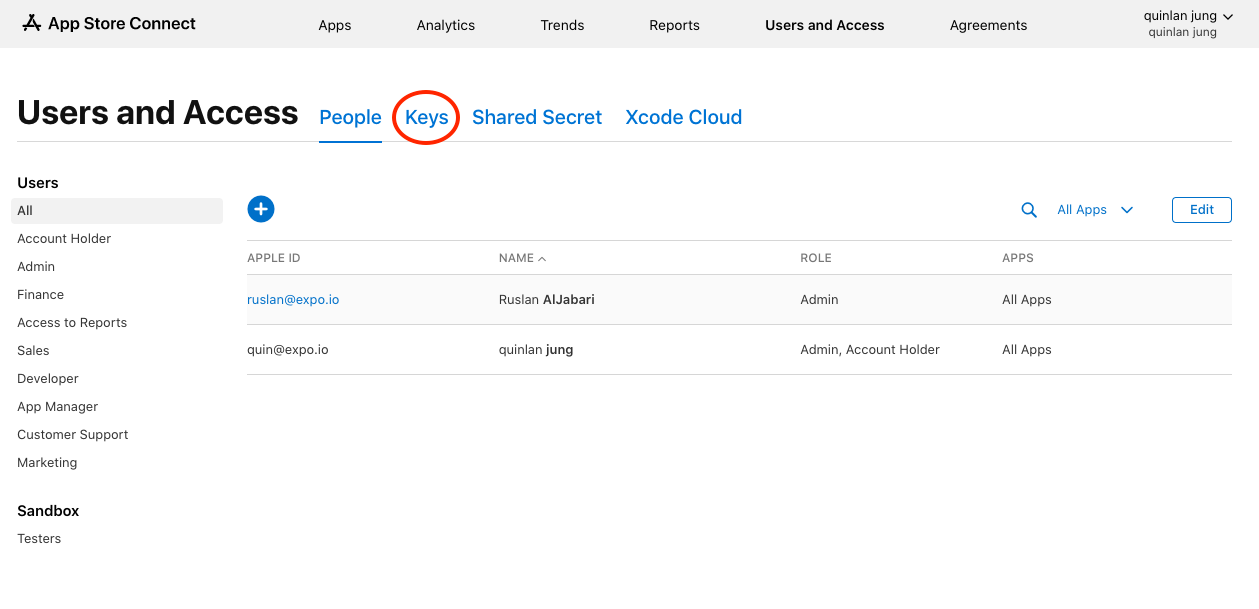 App Store Connect Apps Analytics Trends Reports Users and Access Agreements quinlan jung
quinlan jung
Users and Access People Keys Shared Secret Xcode Cloud
Users
All
Account Holder
Admin
Finance
Access to Reports
Sales
Developer
App Manager
Customer Support
Marketing
Sandbox
Testers
All Apps Edit
APPLE ID NAME ROLE APPS
ruslan@expo.io Ruslan AlJabari Admin All Apps
quin@expo.io quinlan jung Admin, Account Holder All Apps